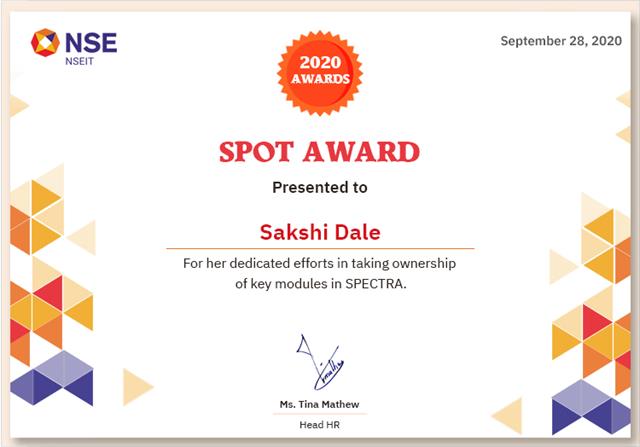 NSE
NSEIT
September 28, 2020
2020
AWARDS
SPOT AWARD
Presented to
Sakshi Dale
For her dedicated efforts in taking ownership
of key modules in SPECTRA.
Ms. Tina Mathew
Head HR